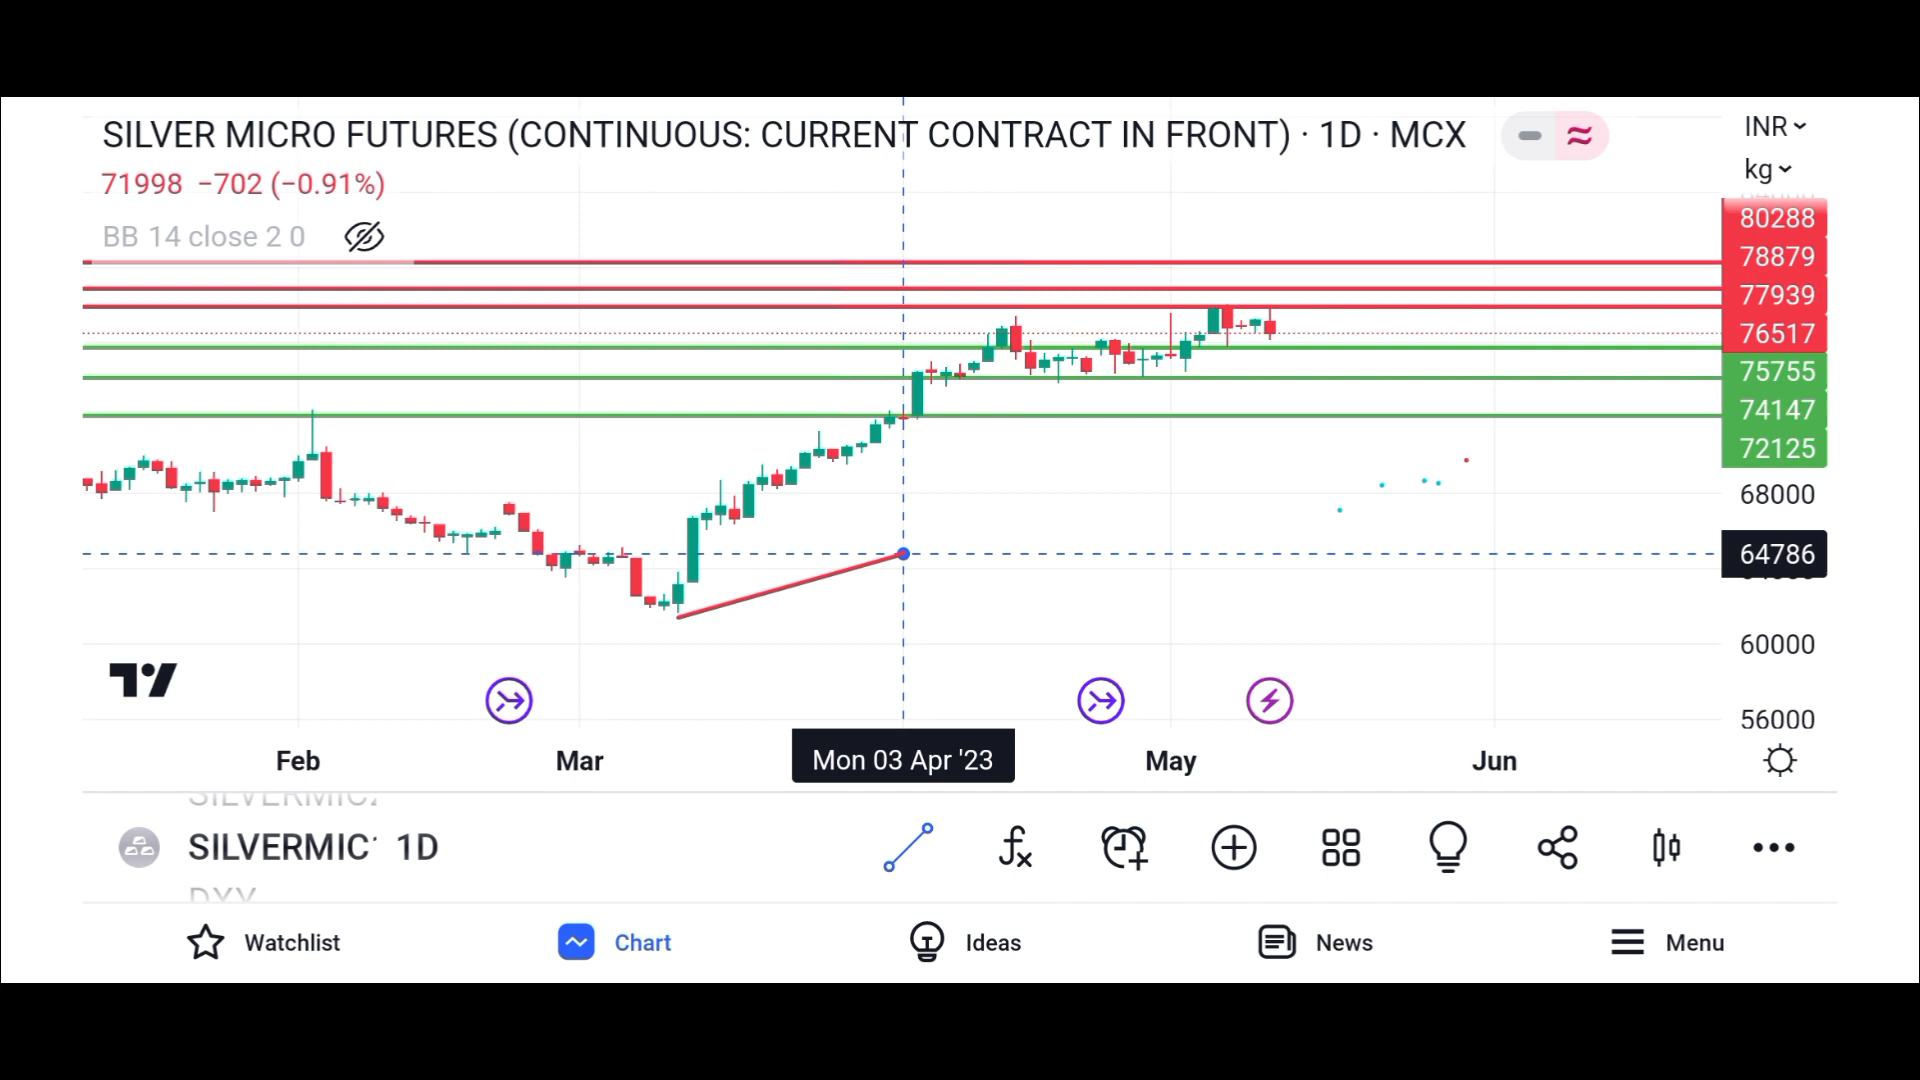 SILVER MICRO FUTURES (CONTINUOUS: CURRENT CONTRACT IN FRONT) · 1D · MCX
71998 −702 (−0.91%)
BB 14 close 2 0
INR
kg
80288
78879
77939
76517
75755
74147
72125
68000
64786
60000
56000
Feb
Mar
Mon 03 Apr '23
May
Jun
SILVERMIC
1D
DXY
Watchlist
Chart
Ideas
News
Menu